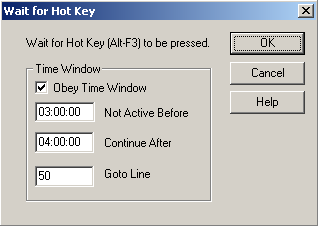 Wait for Hot Key
Wait for Hot Key (Alt-F3) to be pressed.
OK
Time Window
Cancel
Obey Time Window
Help
03:00:00 Not Active Before
04:00:00 Continue After
50 Goto Line